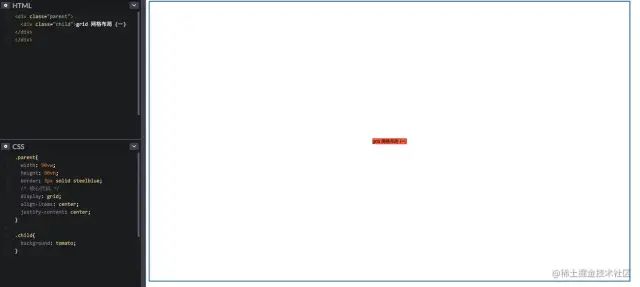 HTML
<div class="parent">
<div class="child">grid 网格布局 (一)
</div>
</div>
CSS
.parent{
width: 90vw;
height: 90vh;
border: 3px solid steelblue;
/* 核心代码 */
display: grid;
align-items: center;
justify-content: center;
}
.child{
background: tomato;
}
grid 网格布局 (一)
@稀土掘金技术社区